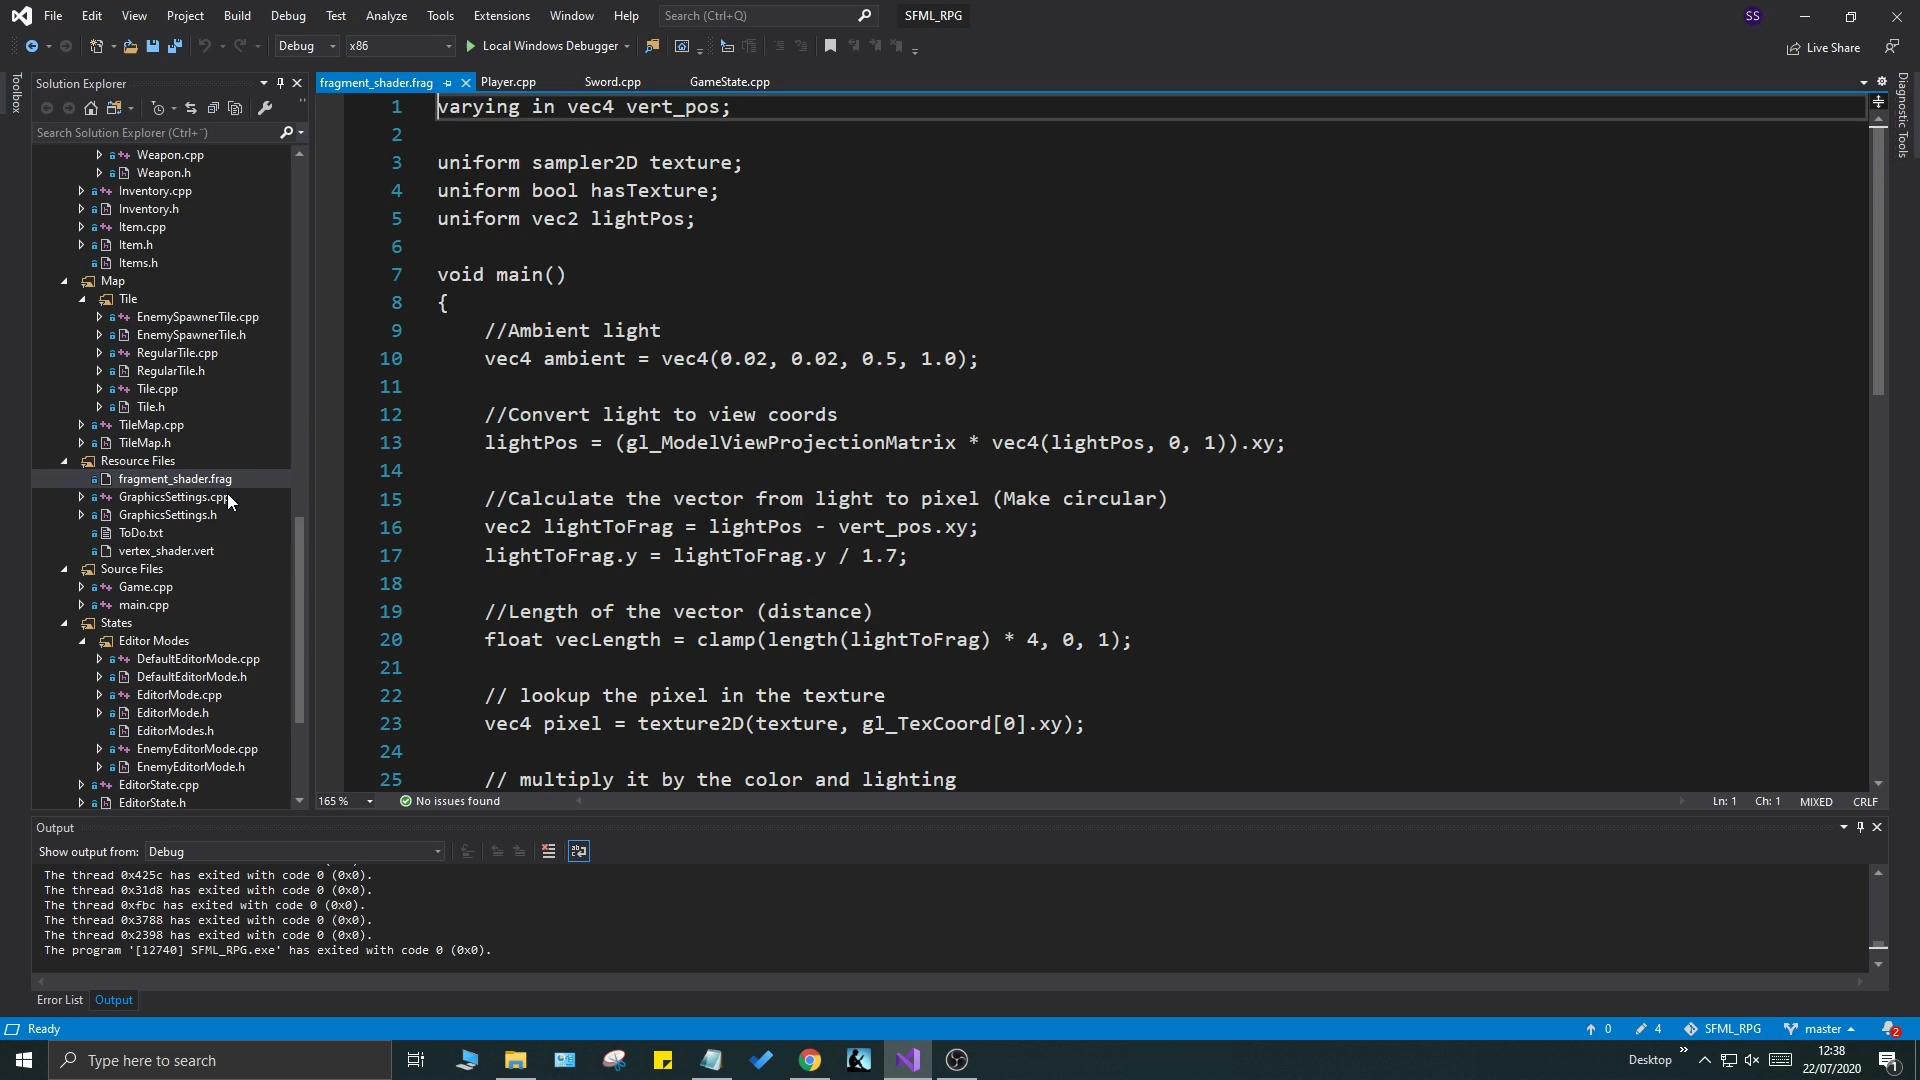 File Edit View Project Build Debug Test Analyze Tools Extensions Window Help Search (Ctrl+Q) SFML_RPG SS
Debug x86 Local Windows Debugger Live Share
Toolbox
Solution Explorer
Search Solution Explorer (Ctrl+¨)
Weapon.cpp
Weapon.h
Inventory.cpp
Inventory.h
Item.cpp
Item.h
Items.h
Map
Tile
EnemySpawnerTile.cpp
EnemySpawnerTile.h
RegularTile.cpp
RegularTile.h
Tile.cpp
Tile.h
TileMap.cpp
TileMap.h
Resource Files
fragment_shader.frag
GraphicsSettings.cpp
GraphicsSettings.h
ToDo.txt
vertex_shader.vert
Source Files
Game.cpp
main.cpp
States
Editor Modes
DefaultEditorMode.cpp
DefaultEditorMode.h
EditorMode.cpp
EditorMode.h
EditorModes.h
EnemyEditorMode.cpp
EnemyEditorMode.h
EditorState.cpp
EditorState.h
fragment_shader.frag Player.cpp Sword.cpp GameState.cpp
1 varying in vec4 vert_pos;
2
3 uniform sampler2D texture;
4 uniform bool hasTexture;
5 uniform vec2 lightPos;
6
7 void main()
8 {
9 //Ambient light
10 vec4 ambient = vec4(0.02, 0.02, 0.5, 1.0);
11
12 //Convert light to view coords
13 lightPos = (gl_ModelViewProjectionMatrix * vec4(lightPos, 0, 1)).xy;
14
15 //Calculate the vector from light to pixel (Make circular)
16 vec2 lightToFrag = lightPos - vert_pos.xy;
17 lightToFrag.y = lightToFrag.y / 1.7;
18
19 //Length of the vector (distance)
20 float vecLength = clamp(length(lightToFrag) * 4, 0, 1);
21
22 // lookup the pixel in the texture
23 vec4 pixel = texture2D(texture, gl_TexCoord[0].xy);
24
25 // multiply it by the color and lighting
165 % No issues found Ln: 1 Ch: 1 MIXED CRLF
Diagnostic Tools
Output
Show output from: Debug
The thread 0x425c has exited with code 0 (0x0).
The thread 0x31d8 has exited with code 0 (0x0).
The thread 0xfbc has exited with code 0 (0x0).
The thread 0x3788 has exited with code 0 (0x0).
The thread 0x2398 has exited with code 0 (0x0).
The program '[12740] SFML_RPG.exe' has exited with code 0 (0x0).
Error List Output
Ready 0 4 SFML_RPG master 2
Type here to search Desktop 12:38
22/07/2020 1